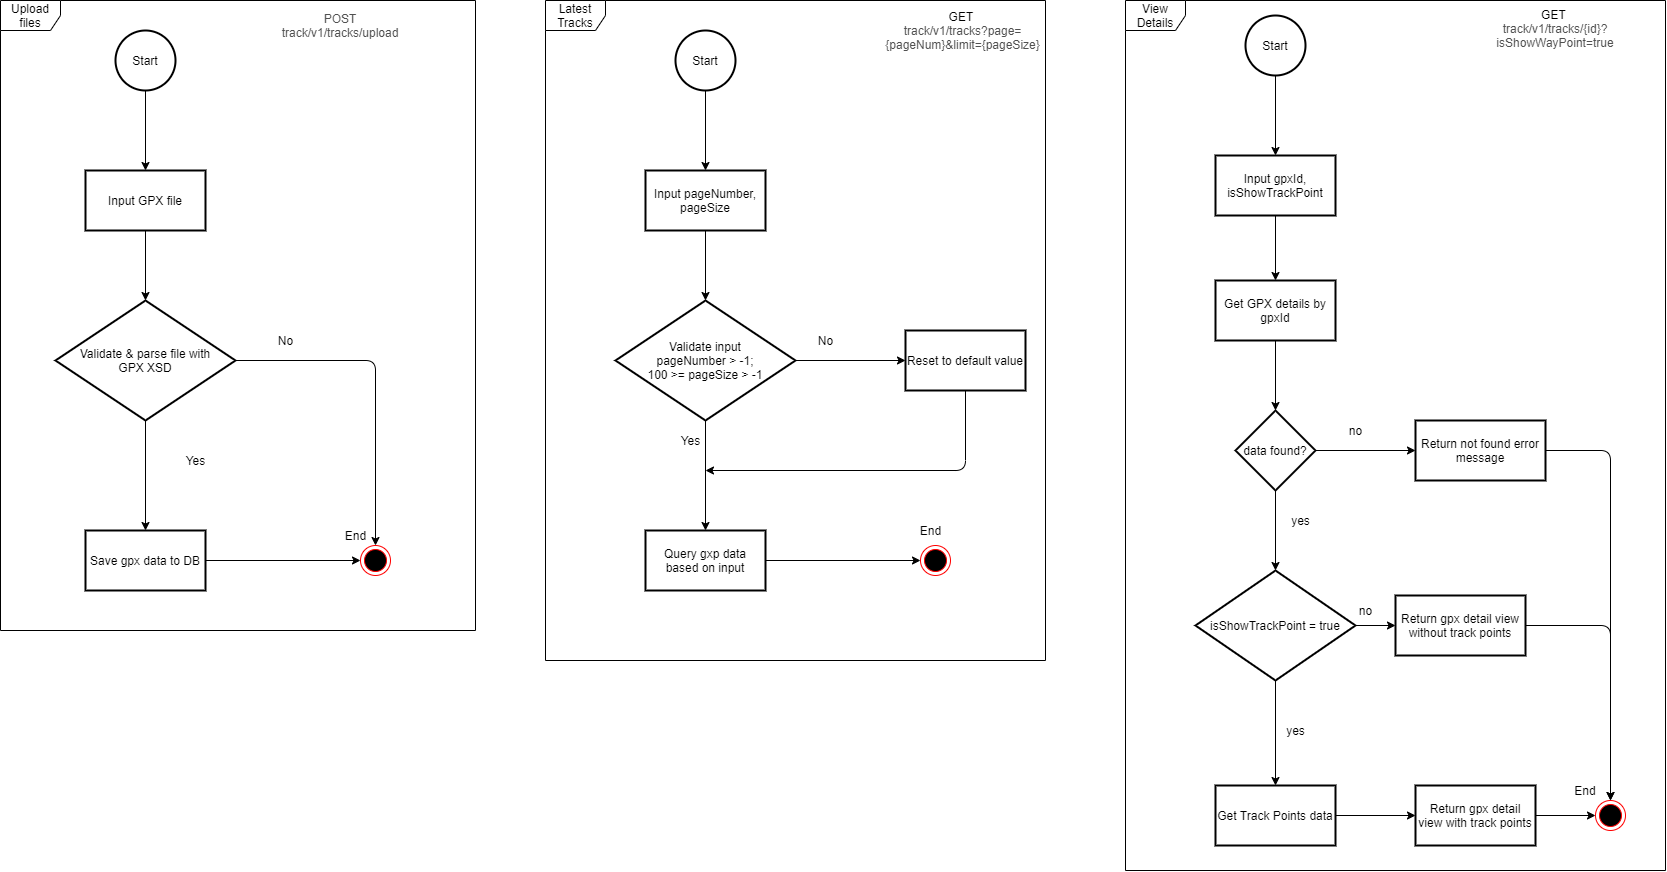 Upload
files
POST
track/v1/tracks/upload
Start
Input GPX file
Validate & parse file with
GPX XSD
No
Yes
Save gpx data to DB
End
Latest
Tracks
GET
track/v1/tracks?page=
{pageNum}&limit={pageSize}
Start
Input pageNumber,
pageSize
Validate input
pageNumber > -1;
100 >= pageSize > -1
No
Reset to default value
Yes
Query gxp data
based on input
End
View
Details
GET
track/v1/tracks/{id}?
isShowWayPoint=true
Start
Input gpxId,
isShowTrackPoint
Get GPX details by
gpxId
data found?
no
Return not found error
message
yes
isShowTrackPoint = true
no
Return gpx detail view
without track points
yes
Get Track Points data
Return gpx detail
view with track points
End